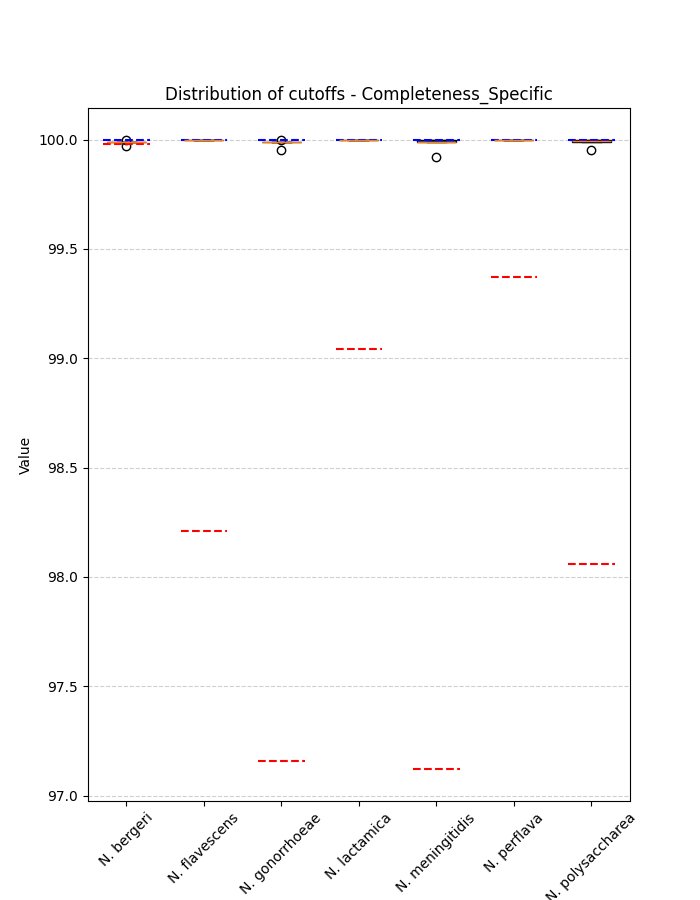 Distribution of cutoffs - Completeness_Specific
100.0
99.5
99.0
98.5
98.0
97.5
97.0
Value
N. bergeri
N. flavescens
N. gonorrhoeae
N. lactamica
N. meningitidis
N. perflava
N. polysaccharea